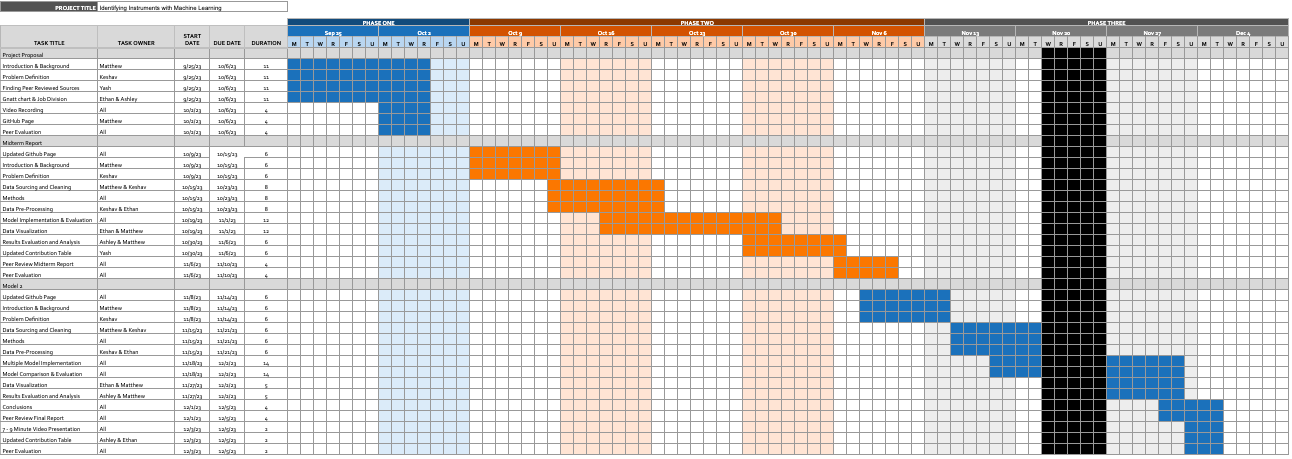 PROJECT TITLE Identifying Instruments with Machine Learning
PHASE ONE PHASE TWO PHASE THREE
Sep 25 Oct 2 Oct 9 Oct 16 Oct 23 Oct 30 Nov 6 Nov 13 Nov 20 Nov 27 Dec 4
TASK TITLE TASK OWNER START DATE DUE DATE DURATION M T W R F S U M T W R F S U M T W R F S U M T W R F S U M T W R F S U M T W R F S U M T W R F S U M T W R F S U M T W R F S U M T W R F S U M T W R F S U
Project Proposal
Introduction & Background Matthew 9/25/23 10/6/23 11
Problem Definition Keshav 9/25/23 10/6/23 11
Finding Peer Reviewed Sources Yash 9/25/23 10/6/23 11
Gnatt chart & Job Division Ethan & Ashley 9/25/23 10/6/23 11
Video Recording All 10/2/23 10/6/23 4
GitHub Page Matthew 10/2/23 10/6/23 4
Peer Evaluation All 10/2/23 10/6/23 4
Midterm Report
Updated Github Page All 10/9/23 10/15/23 6
Introduction & Background Matthew 10/9/23 10/15/23 6
Problem Definition Keshav 10/9/23 10/15/23 6
Data Sourcing and Cleaning Matthew & Keshav 10/15/23 10/23/23 8
Methods All 10/15/23 10/23/23 8
Data Pre-Processing Keshav & Ethan 10/15/23 10/23/23 8
Model Implementation & Evaluation All 10/19/23 11/1/23 12
Data Visualization Ethan & Matthew 10/19/23 11/1/23 12
Results Evaluation and Analysis Ashley & Matthew 10/30/23 11/6/23 6
Updated Contribution Table Yash 10/30/23 11/6/23 6
Peer Review Midterm Report All 11/6/23 11/10/23 4
Peer Evaluation All 11/6/23 11/10/23 4
Model 2
Updated Github Page All 11/8/23 11/14/23 6
Introduction & Background Matthew 11/8/23 11/14/23 6
Problem Definition Keshav 11/8/23 11/14/23 6
Data Sourcing and Cleaning Matthew & Keshav 11/15/23 11/21/23 6
Methods All 11/15/23 11/21/23 6
Data Pre-Processing Keshav & Ethan 11/15/23 11/21/23 6
Multiple Model Implementation All 11/18/23 12/2/23 14
Model Comparison & Evaluation All 11/18/23 12/2/23 14
Data Visualization Ethan & Matthew 11/27/23 12/2/23 5
Results Evaluation and Analysis Ashley & Matthew 11/27/23 12/2/23 5
Conclusions All 12/1/23 12/5/23 4
Peer Review Final Report All 12/1/23 12/5/23 4
7 - 9 Minute Video Presentation All 12/3/23 12/5/23 2
Updated Contribution Table Ashley & Ethan 12/3/23 12/5/23 2
Peer Evaluation All 12/3/23 12/5/23 2